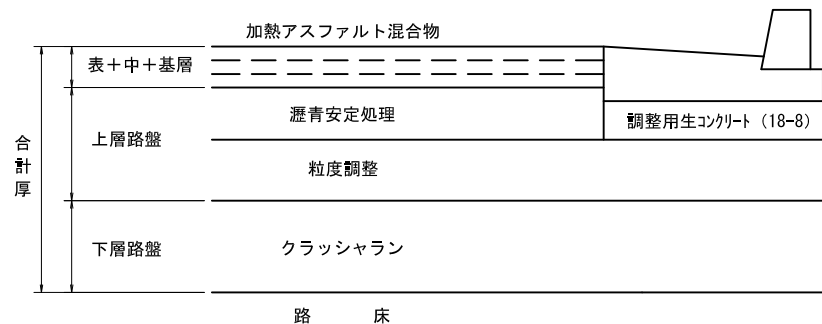 加熱アスファルト混合物
表＋中＋基層
瀝青安定処理
調整用生ｺﾝｸﾘｰﾄ（18-8）
上層路盤
合計厚
粒度調整
下層路盤
クラッシャラン
路　床